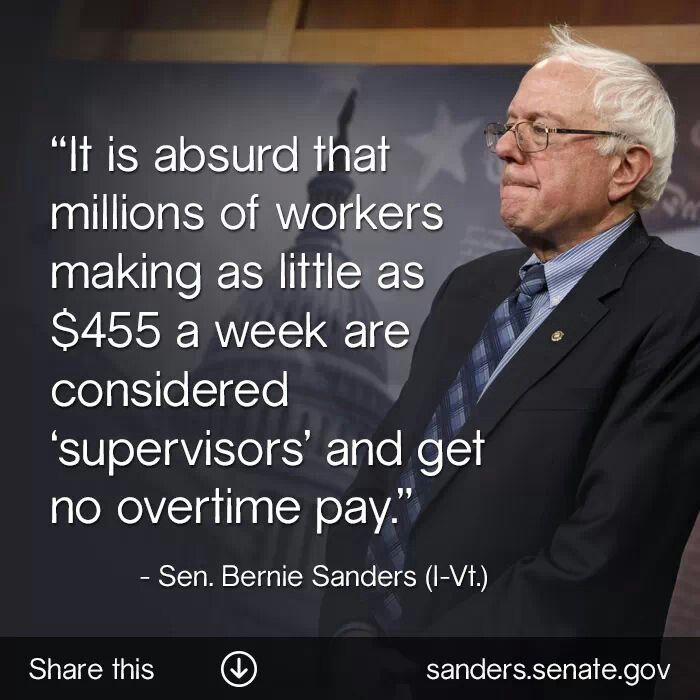 “It is absurd that
millions of workers
making as little as
$455 a week are
considered
‘supervisors’ and get
no overtime pay.”
- Sen. Bernie Sanders (I-Vt.)
Share this
sanders.senate.gov